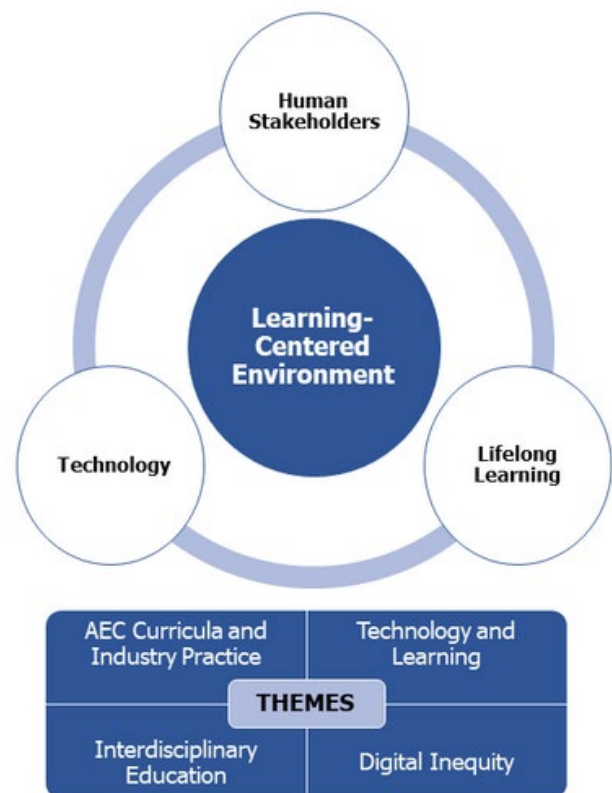 Human
Stakeholders
Learning-
Centered
Environment
Technology
Lifelong
Learning
AEC Curricula and
Industry Practice
Technology and
Learning
THEMES
Interdisciplinary
Education
Digital Inequity